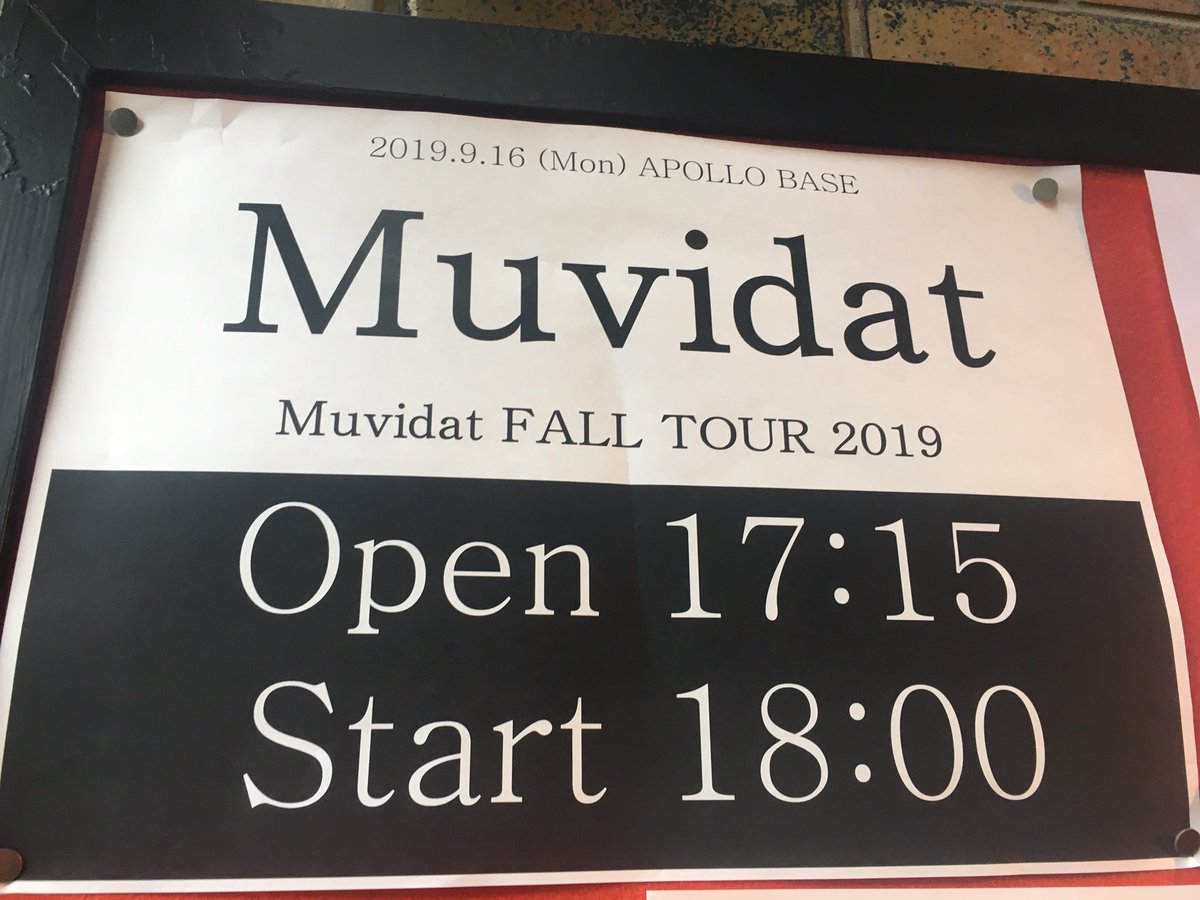 2019.9.16 (Mon) APOLLO BASE
Muvidat
Muvidat FALL TOUR 2019
Open 17:15
Start 18:00